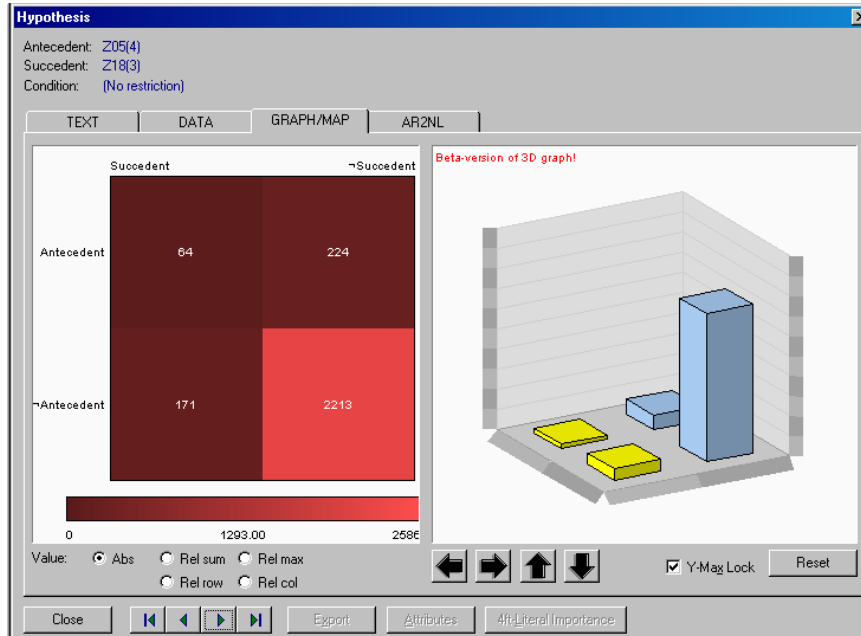 Hypothesis
Antecedent: Z05(4)
Succedent: Z18(3)
Condition: (No restriction)
TEXT DATA GRAPH/MAP AR2NL
Succedent ¬Succedent
Antecedent 64 224
¬Antecedent 171 2213
0 1293.00 2586
Beta-version of 3D graph!
Value: Abs Rel sum Rel max
Rel row Rel col
Y-Max Lock Reset
Close Export Attributes 4ft-Literal Importance